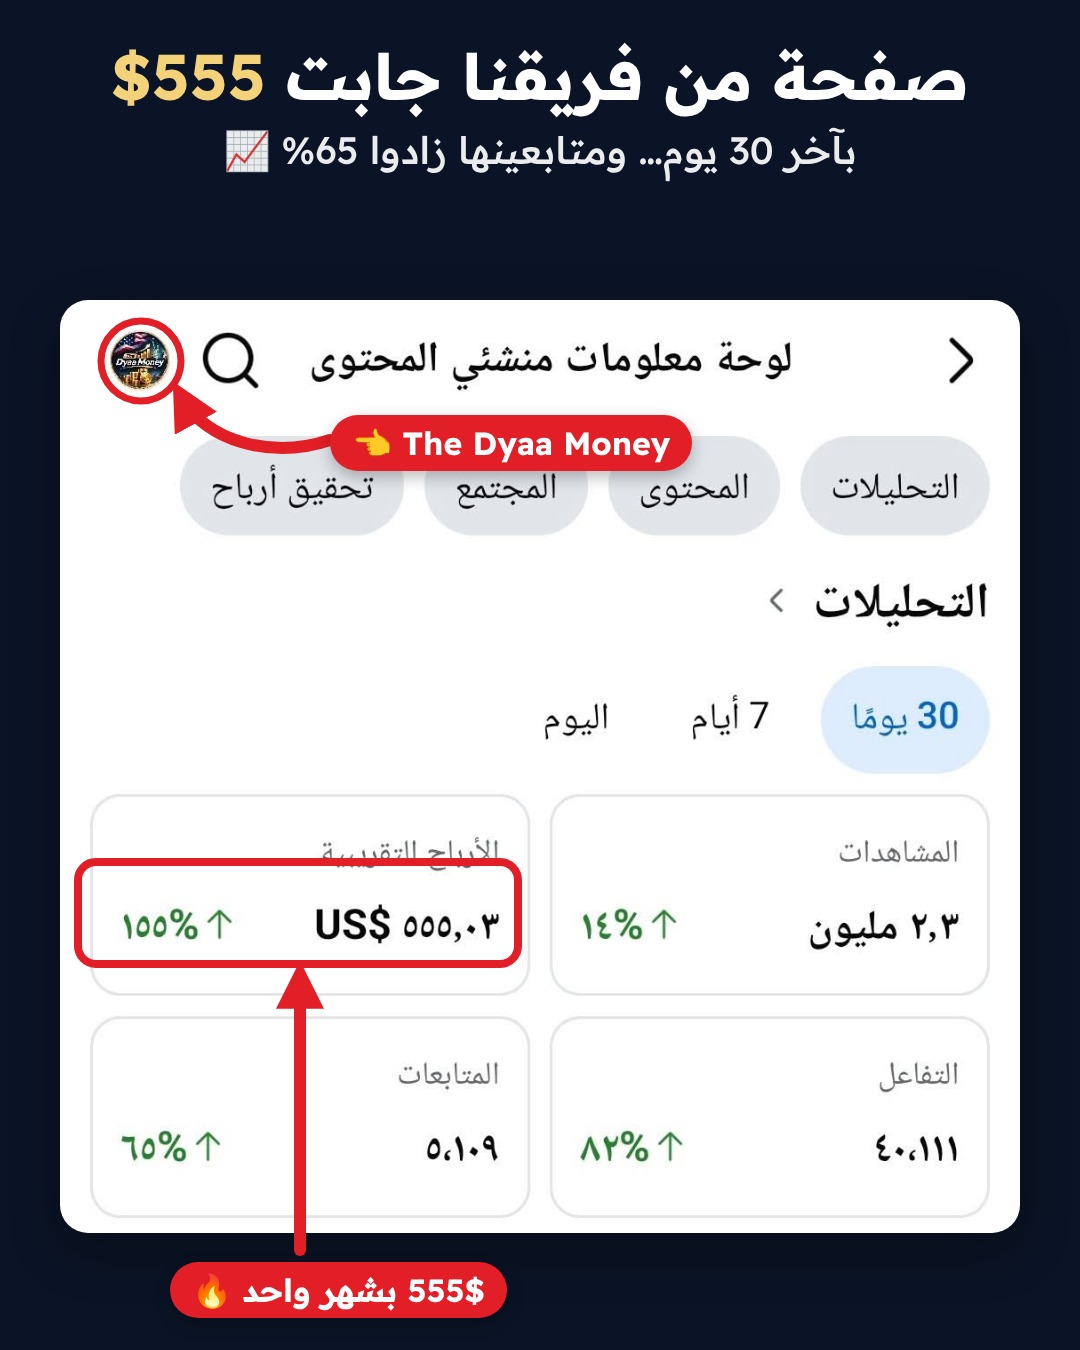 صفحة من فريقنا جابت 555$
بآخر 30 يوم... ومتابعينها زادوا 65% 📈
لوحة معلومات منشئي المحتوى
Dyaa Money
👈 The Dyaa Money
التحليلات
المحتوى
المجتمع
تحقيق أرباح
التحليلات
30 يومًا
7 أيام
اليوم
المشاهدات
٢,٣ مليون
↑ ١٤%
الأرباح التقريبية
US$ ٥٥٥,٠٣
↑ ١٥٥%
التفاعل
٤٠،١١١
↑ ٨٢%
المتابعات
٥،١٠٩
↑ ٦٥%
555$ بشهر واحد 🔥